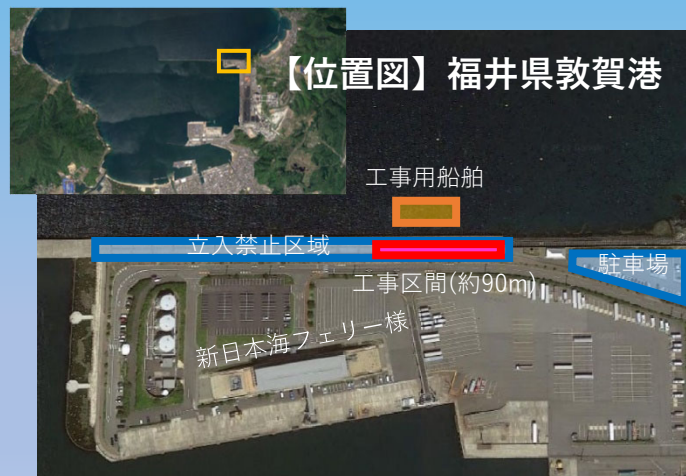 【位置図】福井県敦賀港
工事用船舶
立入禁止区域
駐車場
工事区間(約90m)
新日本海フェリー様